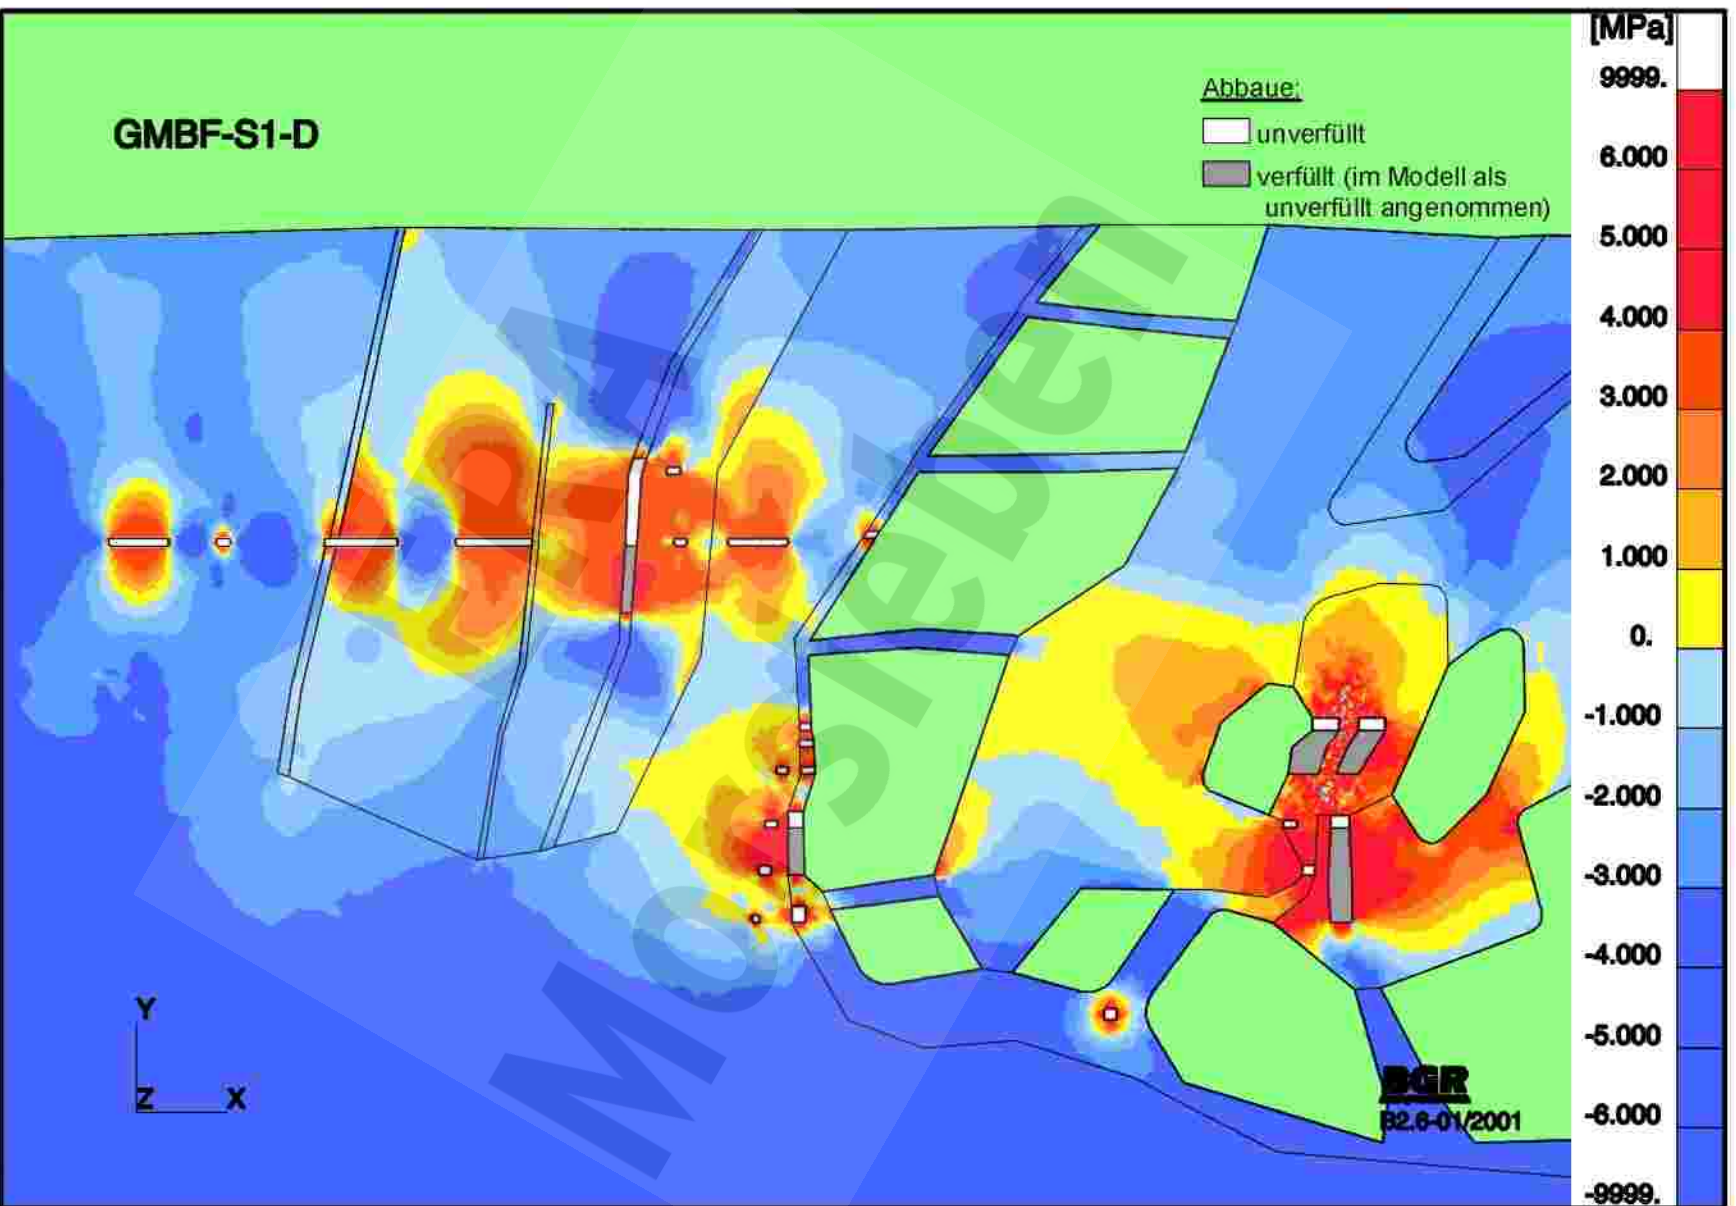 [MPa]
9999.
Abbaue:
GMBF-S1-D
unverfüllt
6.000
verfüllt (im Modell als
unverfüllt angenommen)
5.000
4.000
3.000
2.000
1.000
0.
-1.000
-2.000
-3.000
-4.000
-5.000
-6.000
-9999.
Y
Z X
BGR
B2.6-01/2001
ERA Morsleben